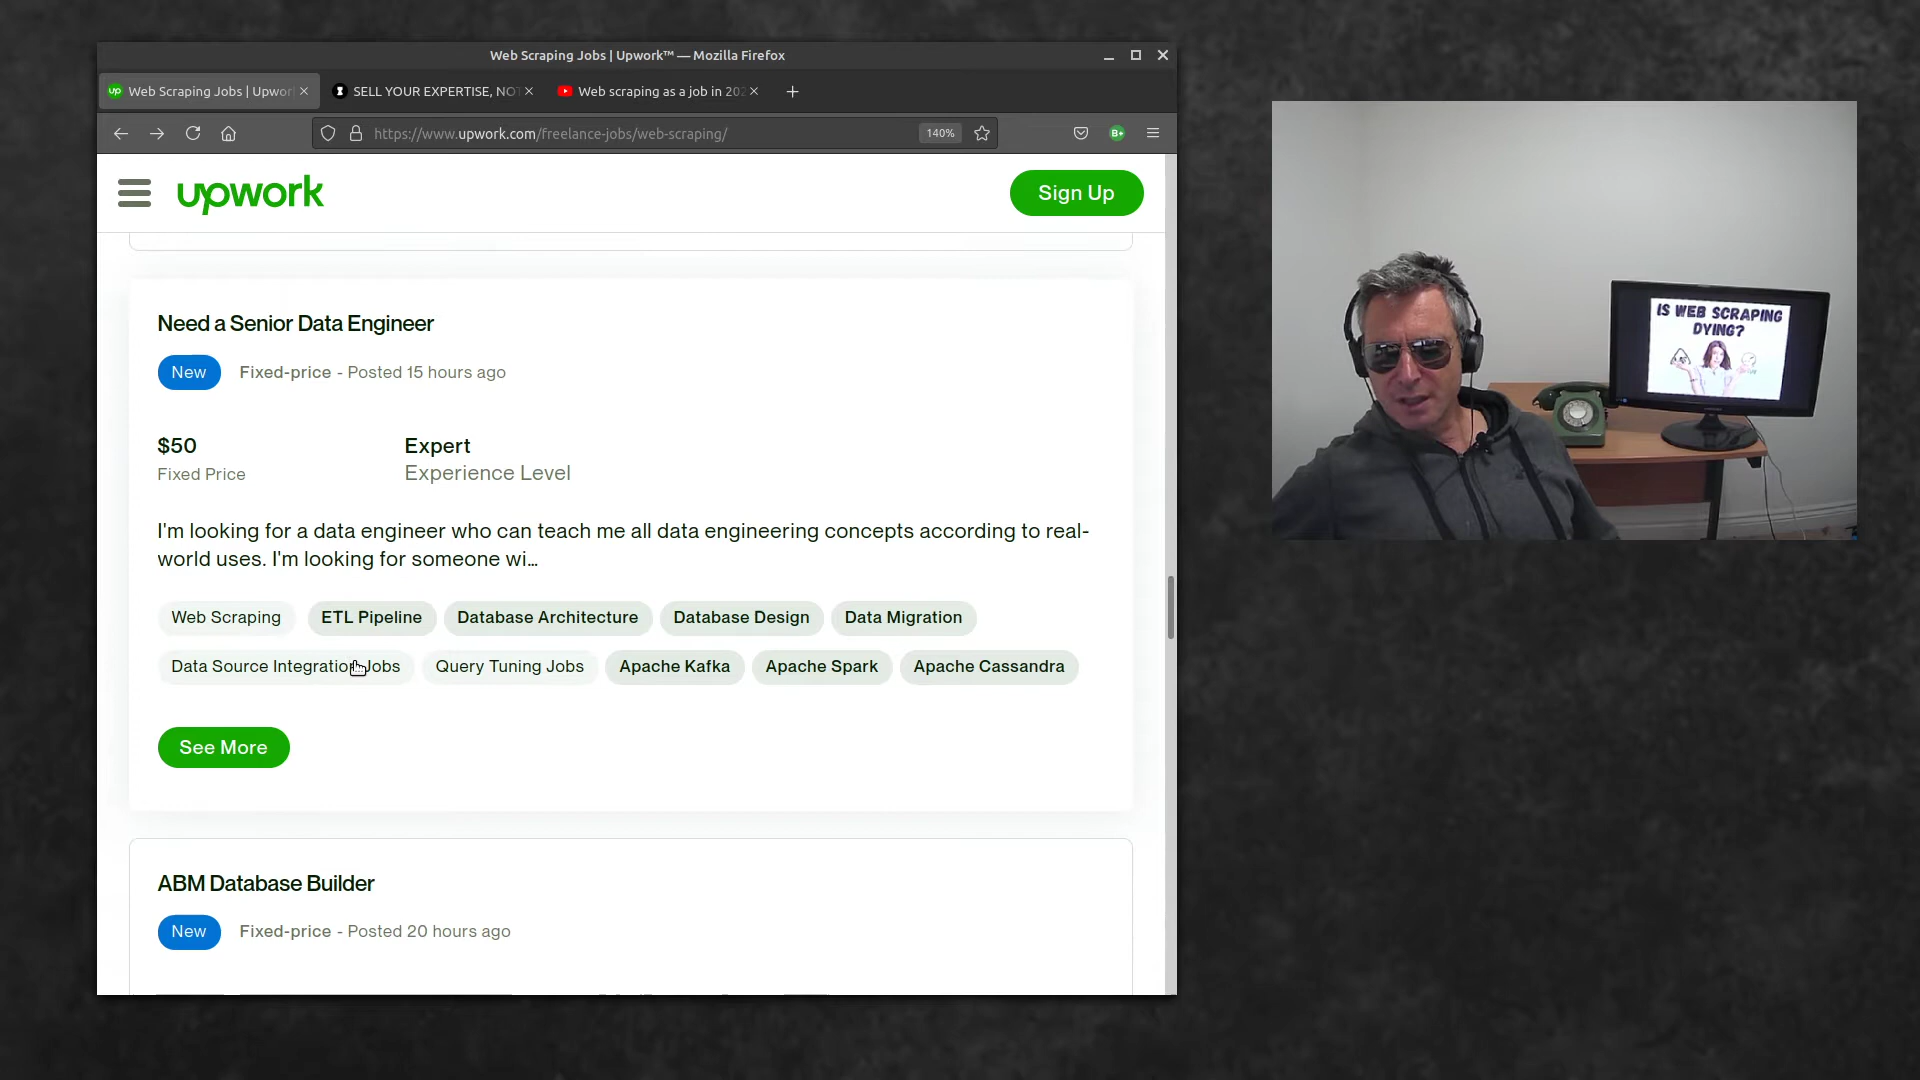 Web Scraping Jobs | Upwork™ — Mozilla Firefox
Web Scraping Jobs | Upwor
SELL YOUR EXPERTISE, NOT
Web scraping as a job in 202
https://www.upwork.com/freelance-jobs/web-scraping/
140%
B+
up
upwork
Sign Up
Need a Senior Data Engineer
New
Fixed-price - Posted 15 hours ago
$50
Expert
Fixed Price
Experience Level
I'm looking for a data engineer who can teach me all data engineering concepts according to real-
world uses. I'm looking for someone wi...
Web Scraping
ETL Pipeline
Database Architecture
Database Design
Data Migration
Data Source Integration Jobs
Query Tuning Jobs
Apache Kafka
Apache Spark
Apache Cassandra
See More
ABM Database Builder
New
Fixed-price - Posted 20 hours ago
IS WEB SCRAPING
DYING?